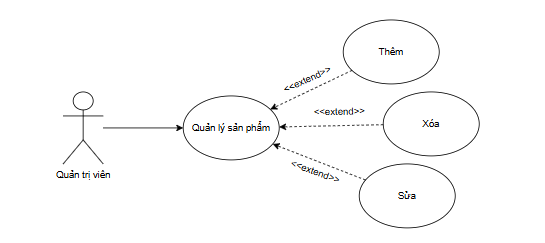 Thêm
<<extend>>
<<extend>>
Xóa
Quản lý sản phẩm
<<extend>>
Quản trị viên
Sửa